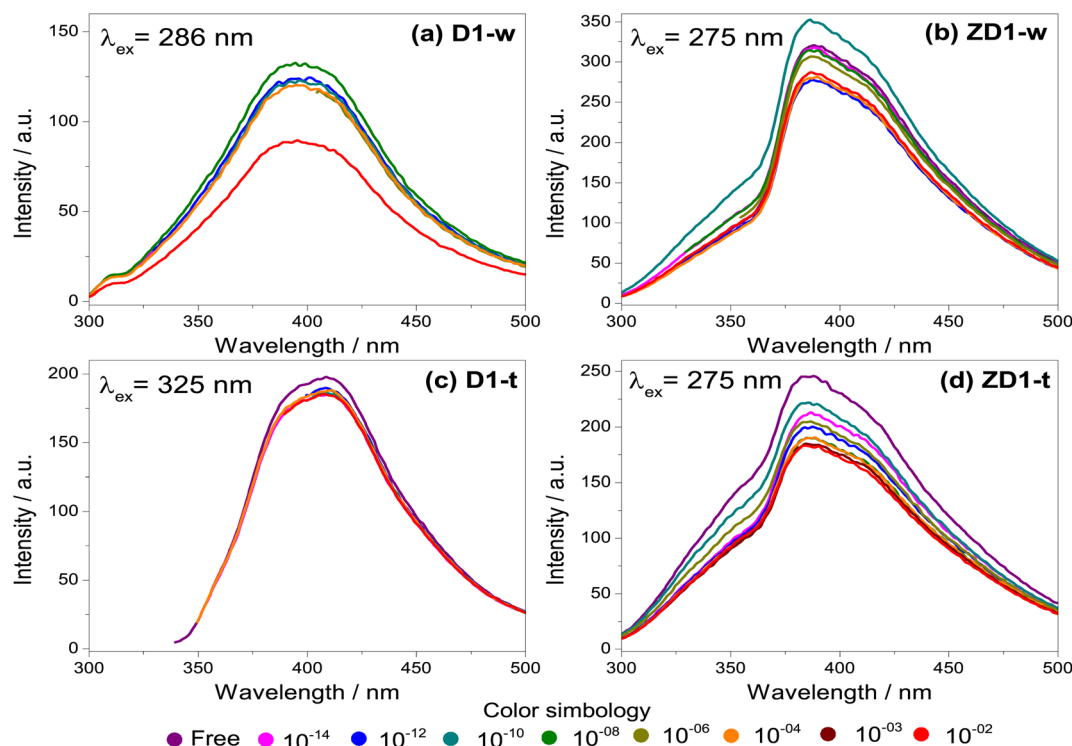 λex= 286 nm (a) D1-w
150
100
50
0
Intensity / a.u.
300 350 400 450 500
Wavelength / nm
λex= 275 nm (b) ZD1-w
350
300
250
200
150
100
50
0
Intensity / a.u.
300 350 400 450 500
Wavelength / nm
λex= 325 nm (c) D1-t
200
150
100
50
0
Intensity / a.u.
300 350 400 450 500
Wavelength / nm
λex= 275 nm (d) ZD1-t
250
200
150
100
50
0
Intensity / a.u.
300 350 400 450 500
Wavelength / nm
Color simbology
Free 10-14 10-12 10-10 10-08 10-06 10-04 10-03 10-02